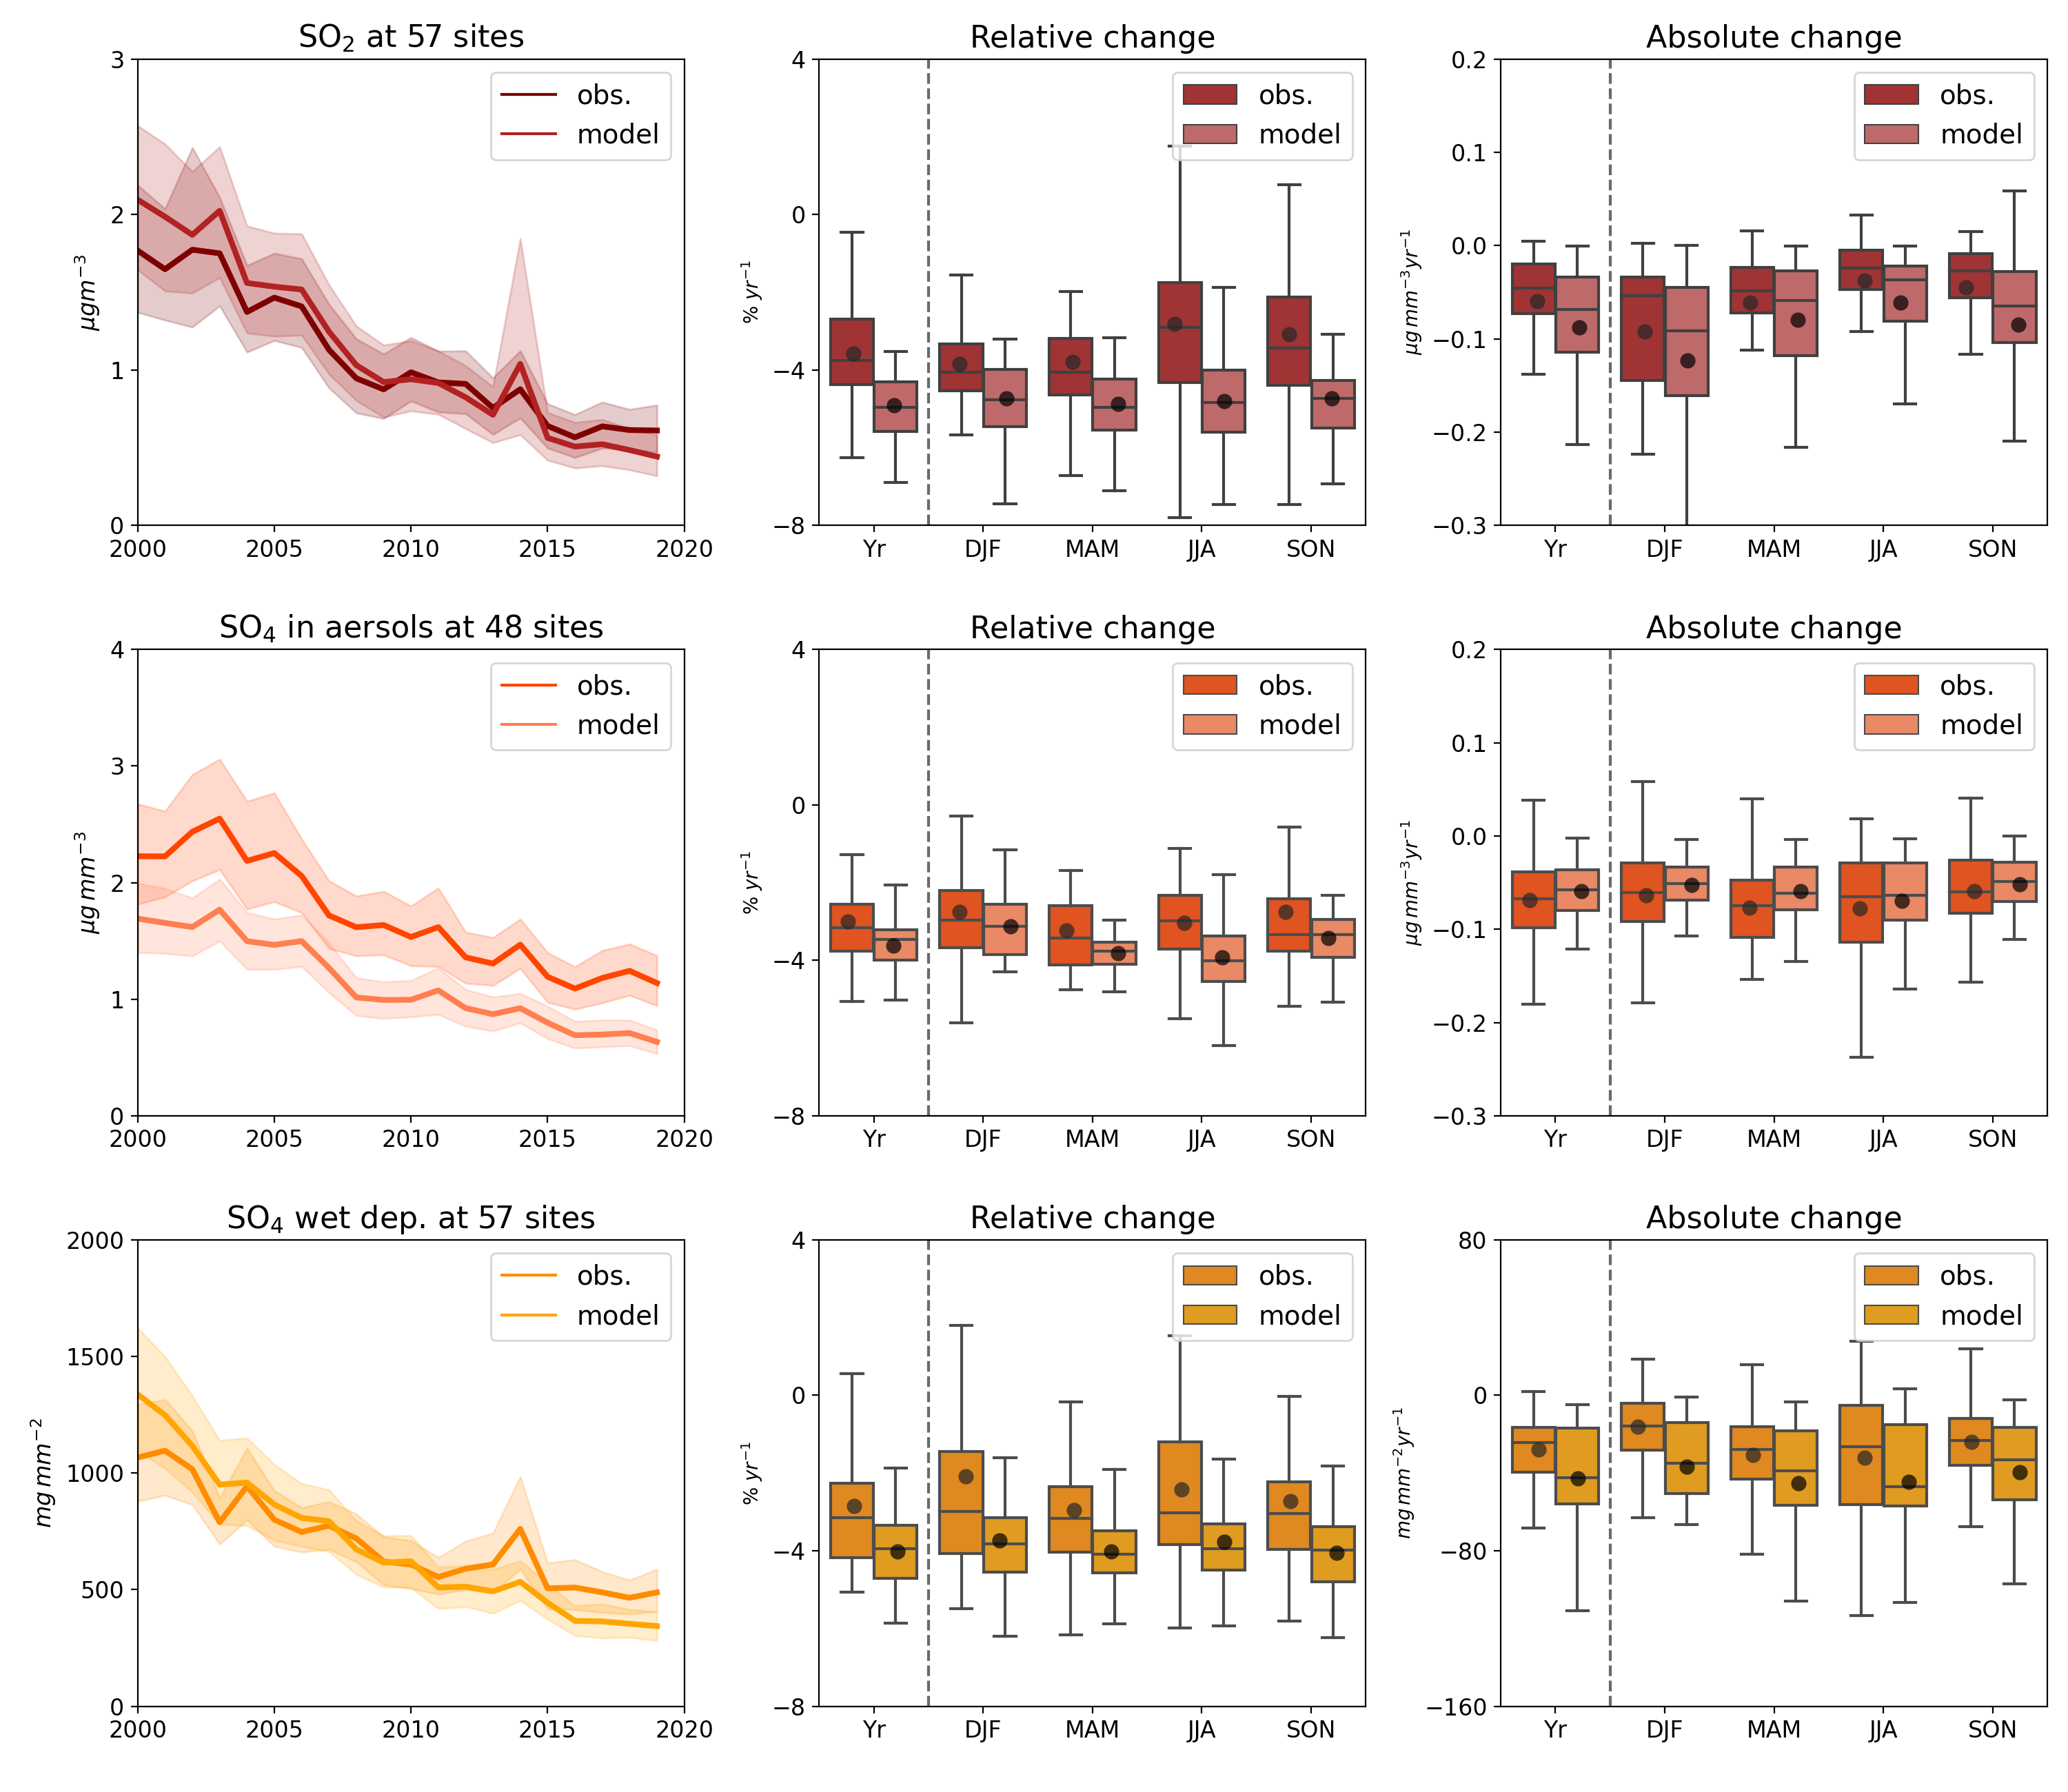 SO₂ at 57 sites
3
2
1
0
μgm⁻³
2000 2005 2010 2015 2020
obs.
model
Relative change
4
0
−4
−8
% yr⁻¹
Yr DJF MAM JJA SON
obs.
model
Absolute change
0.2
0.1
0.0
−0.1
−0.2
−0.3
μg mm⁻³yr⁻¹
Yr DJF MAM JJA SON
obs.
model
SO₄ in aersols at 48 sites
4
3
2
1
0
μg mm⁻³
2000 2005 2010 2015 2020
obs.
model
Relative change
4
0
−4
−8
% yr⁻¹
Yr DJF MAM JJA SON
obs.
model
Absolute change
0.2
0.1
0.0
−0.1
−0.2
−0.3
μg mm⁻³yr⁻¹
Yr DJF MAM JJA SON
obs.
model
SO₄ wet dep. at 57 sites
2000
1500
1000
500
0
mg mm⁻²
2000 2005 2010 2015 2020
obs.
model
Relative change
4
0
−4
−8
% yr⁻¹
Yr DJF MAM JJA SON
obs.
model
Absolute change
80
0
−80
−160
mg mm⁻²yr⁻¹
Yr DJF MAM JJA SON
obs.
model